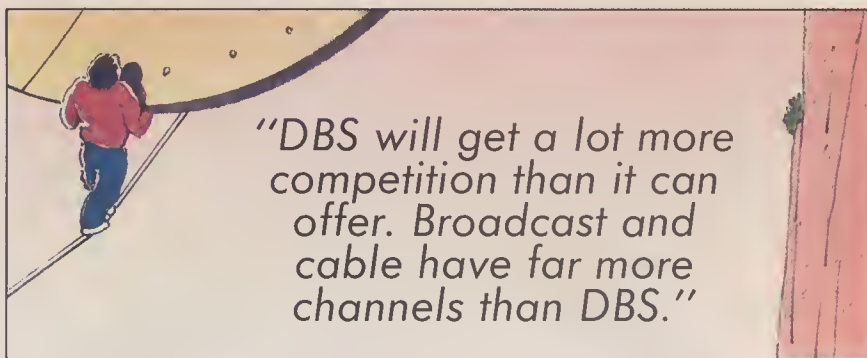 "DBS will get a lot more
competition than it can
offer. Broadcast and
cable have far more
channels than DBS."